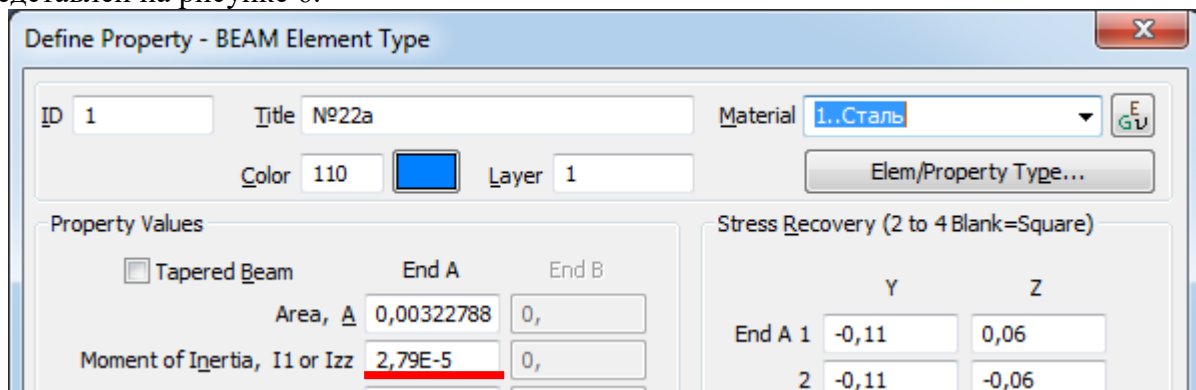 Define Property - BEAM Element Type
ID 1 Title №22а Material 1..Сталь
Color 110 Layer 1 Elem/Property Type...
Property Values Stress Recovery (2 to 4 Blank=Square)
Tapered Beam End A End B Y Z
Area, A 0,00322788 0,
End A 1 -0,11 0,06
Moment of Inertia, I1 or Izz 2,79E-5 0,
2 -0,11 -0,06